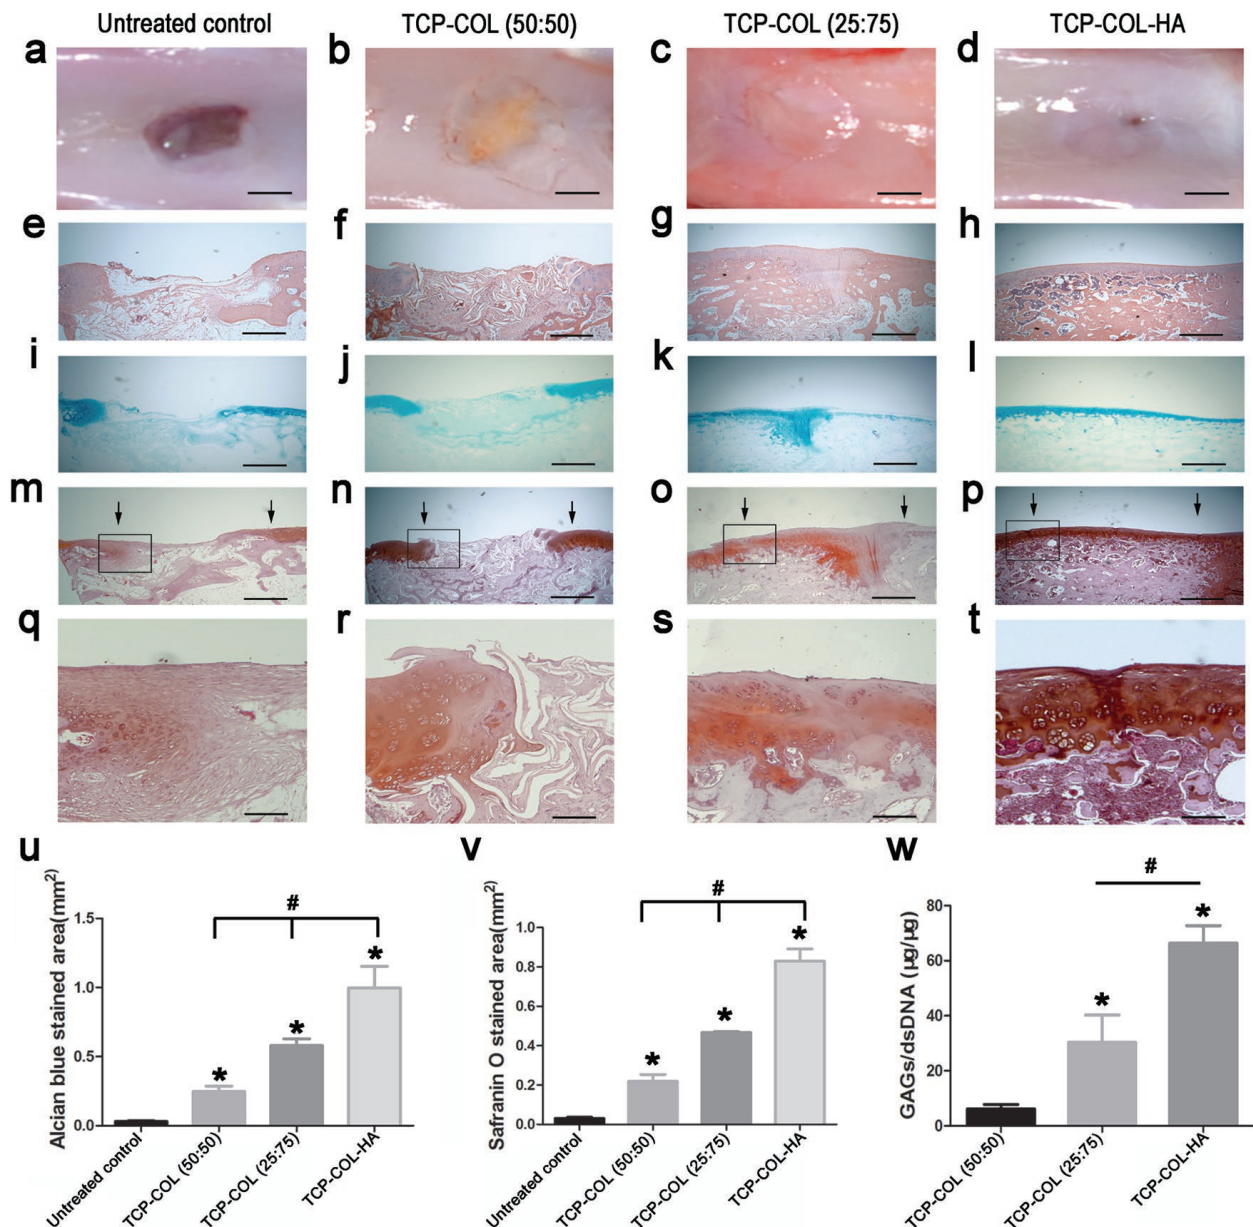 Untreated control TCP-COL (50:50) TCP-COL (25:75) TCP-COL-HA
a b c d
e f g h
i j k l
m n o p
q r s t
u v w
Alcian blue stained area(mm²)
#
1.5
1.0
0.5
0.0
* * *
Untreated control
TCP-COL (50:50)
TCP-COL (25:75)
TCP-COL-HA
Safranin O stained area(mm²)
#
1.0
0.8
0.6
0.4
0.2
0.0
* * *
Untreated control
TCP-COL (50:50)
TCP-COL (25:75)
TCP-COL-HA
GAGs/dsDNA (µg/µg)
#
80
60
40
20
0
* *
TCP-COL (50:50)
TCP-COL (25:75)
TCP-COL-HA